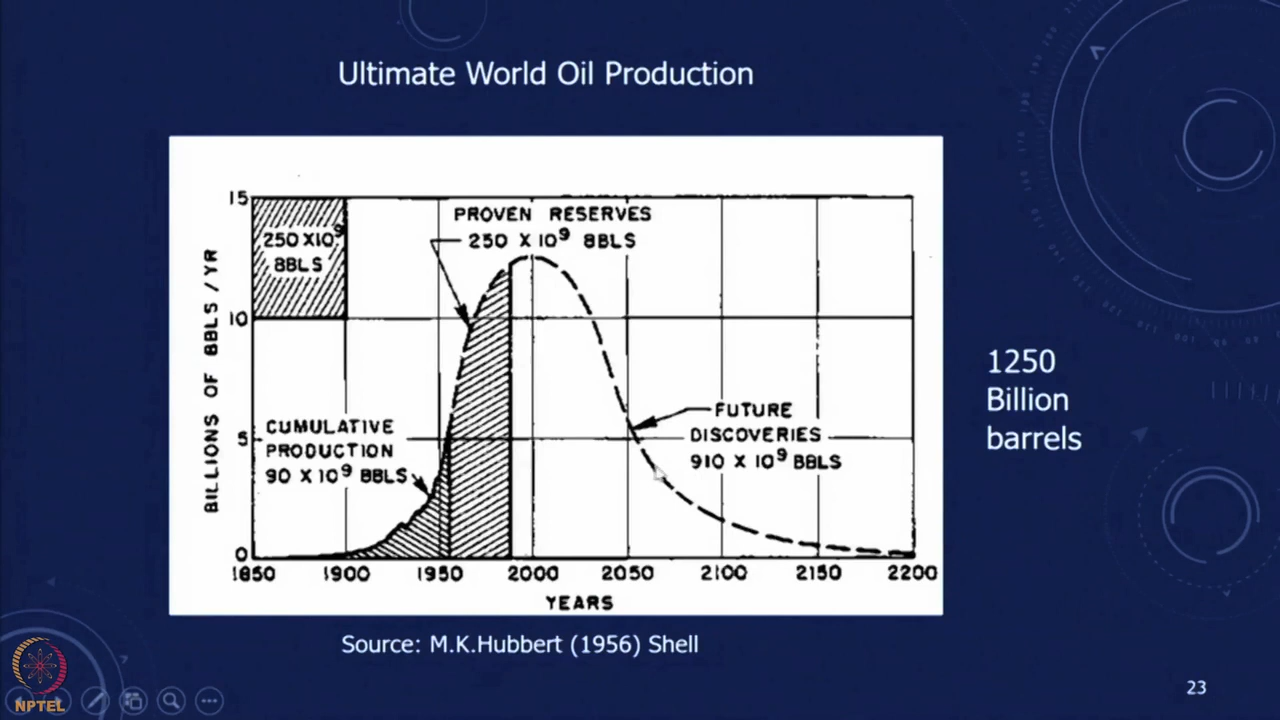 Ultimate World Oil Production
15
PROVEN RESERVES
250 X 10⁹ BBLS
250 X10⁹
BBLS
10
BILLIONS OF BBLS / YR
CUMULATIVE
PRODUCTION
90 X 10⁹ BBLS
5
FUTURE
DISCOVERIES
910 X 10⁹ BBLS
0
1850 1900 1950 2000 2050 2100 2150 2200
YEARS
1250
Billion
barrels
Source: M.K.Hubbert (1956) Shell
NPTEL
23